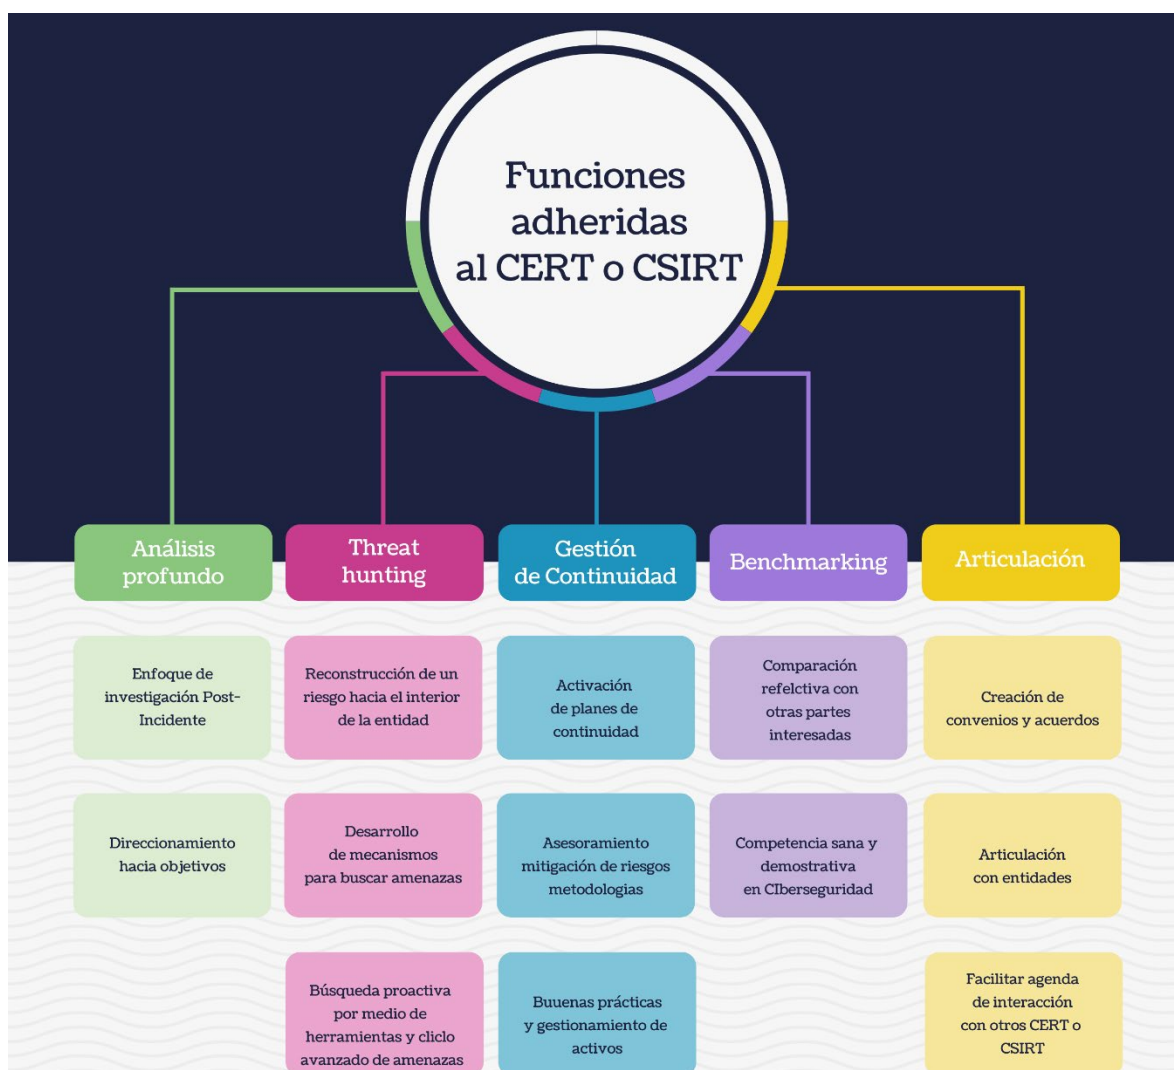 Funciones
adheridas
al CERT o CSIRT
Análisis
profundo
Enfoque de
investigación Post-
Incidente
Direccionamiento
hacia objetivos
Threat
hunting
Reconstrucción de un
riesgo hacia el interior
de la entidad
Desarrollo
de mecanismos
para buscar amenazas
Búsqueda proactiva
por medio de
herramientas y cliclo
avanzado de amenazas
Gestión
de Continuidad
Activación
de planes de
continuidad
Asesoramiento
mitigación de riesgos
metodologias
Buuenas prácticas
y gestionamiento de
activos
Benchmarking
Comparación
refelctiva con
otras partes
interesadas
Competencia sana y
demostrativa
en CIberseguridad
Articulación
Creación de
convenios y acuerdos
Articulación
con entidades
Facilitar agenda
de interacción
con otros CERT o
CSIRT